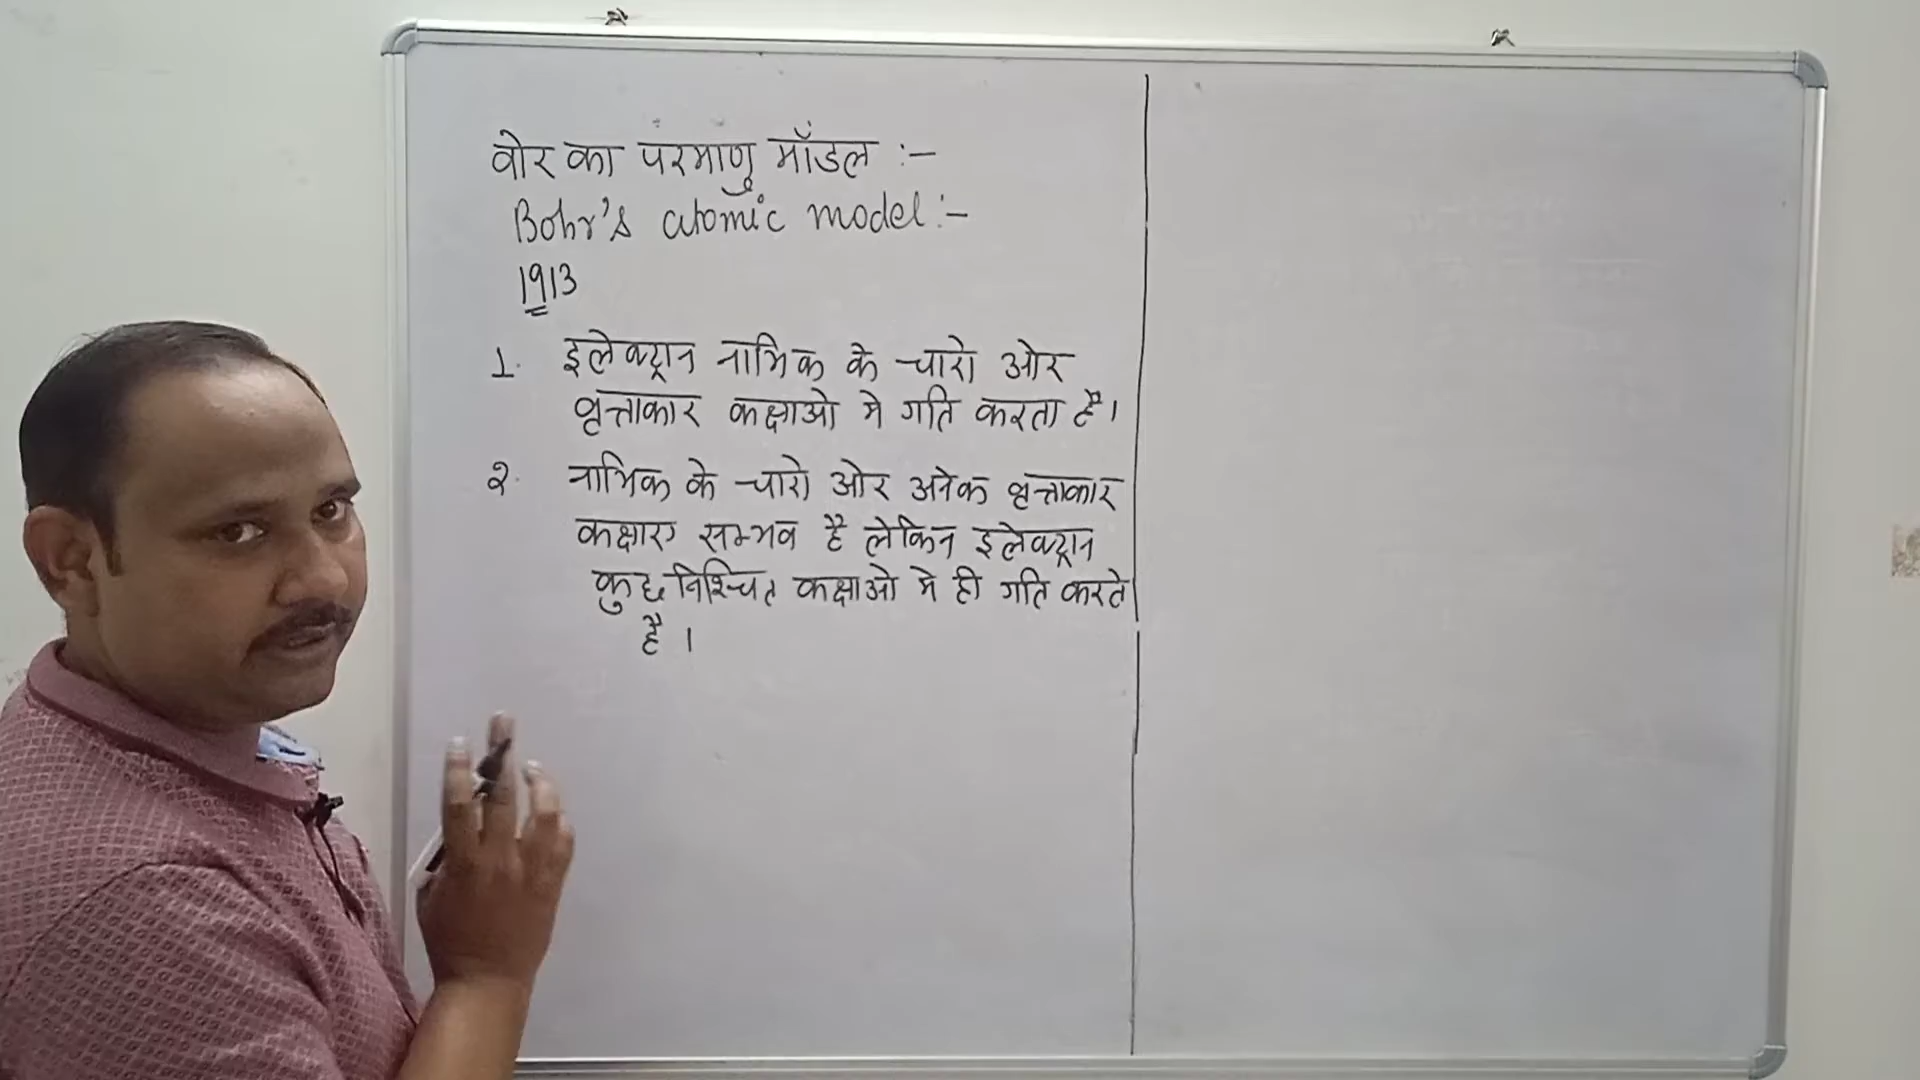 वोर का परमाणु मॉडल :-
Bohr's atomic model :-
1913
1. इलेक्ट्रान नाभिक के चारो ओर
वृत्ताकार कक्षाओ मे गति करता है।
२. नाभिक के चारो ओर अनेक वृत्ताकार
कक्षाए सम्भव है लेकिन इलेक्ट्रान
कुछ निश्चित कक्षाओ मे ही गति करते
है ।